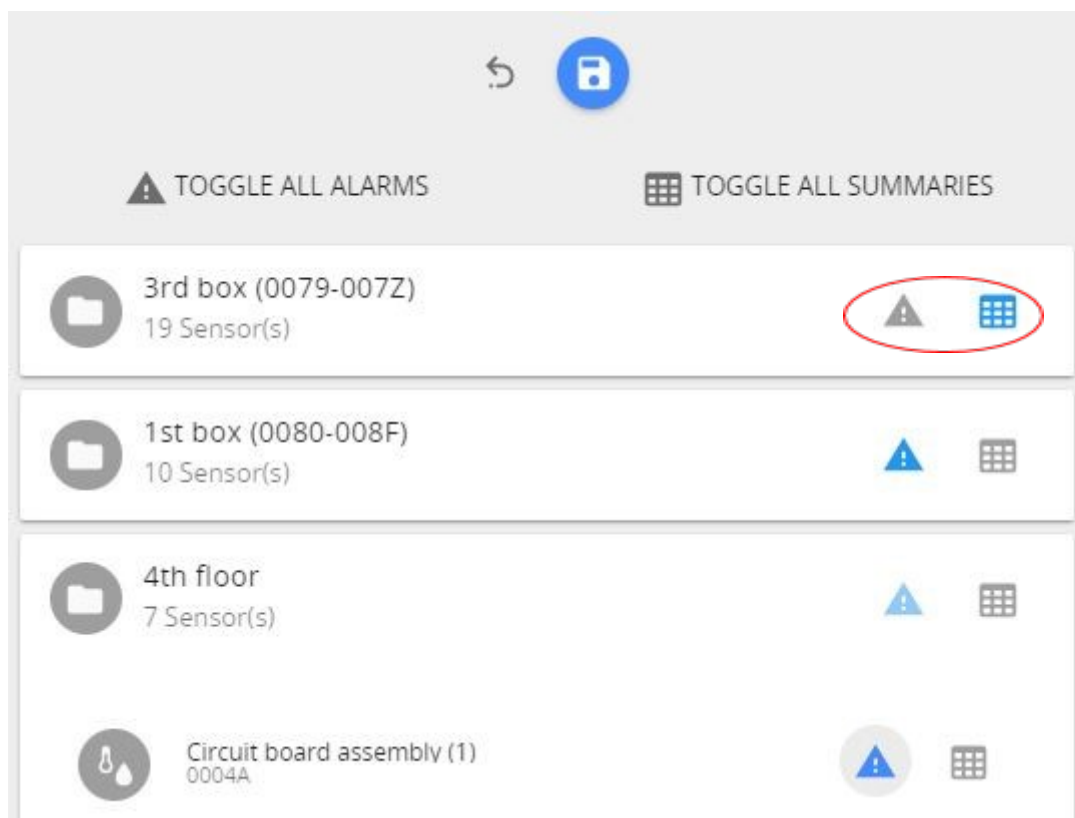 TOGGLE ALL ALARMS
TOGGLE ALL SUMMARIES
3rd box (0079-007Z)
19 Sensor(s)
1st box (0080-008F)
10 Sensor(s)
4th floor
7 Sensor(s)
Circuit board assembly (1)
0004A